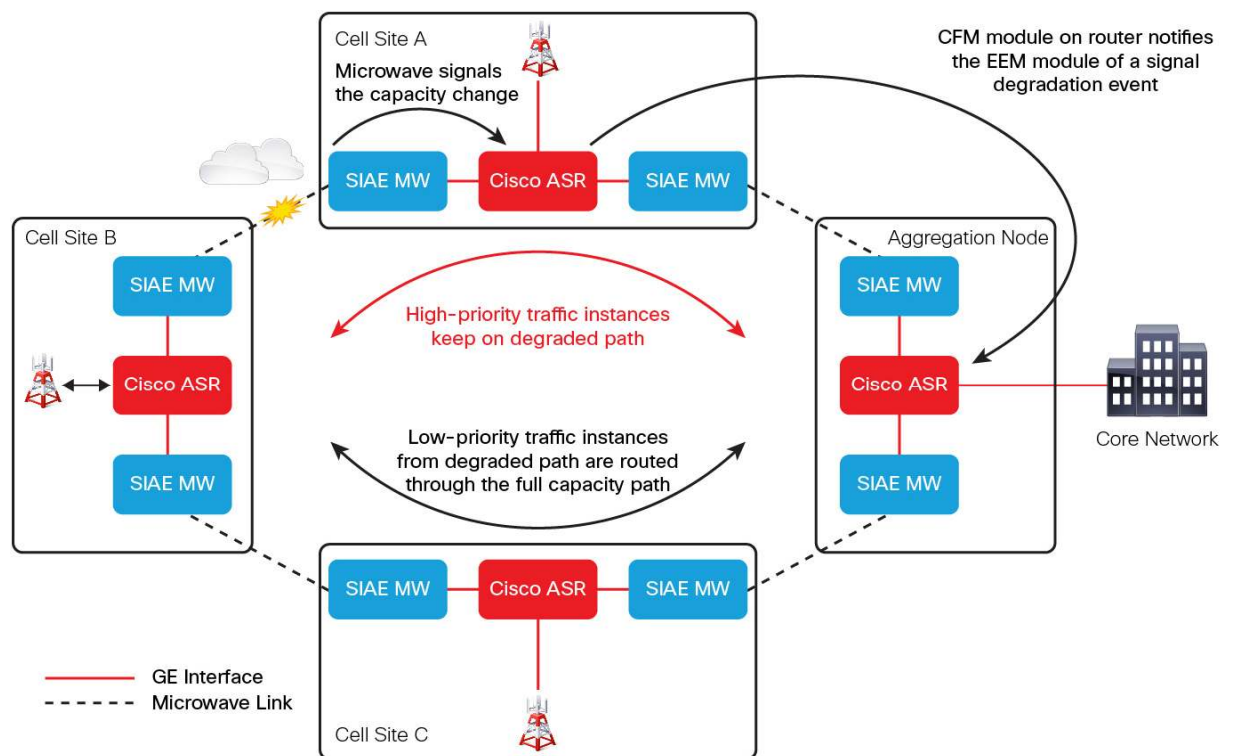 Cell Site A
Microwave signals
the capacity change
CFM module on router notifies
the EEM module of a signal
degradation event
SIAE MW
Cisco ASR
SIAE MW
Cell Site B
SIAE MW
Cisco ASR
SIAE MW
High-priority traffic instances
keep on degraded path
Low-priority traffic instances
from degraded path are routed
through the full capacity path
Aggregation Node
SIAE MW
Cisco ASR
SIAE MW
Core Network
SIAE MW
Cisco ASR
SIAE MW
Cell Site C
GE Interface
Microwave Link